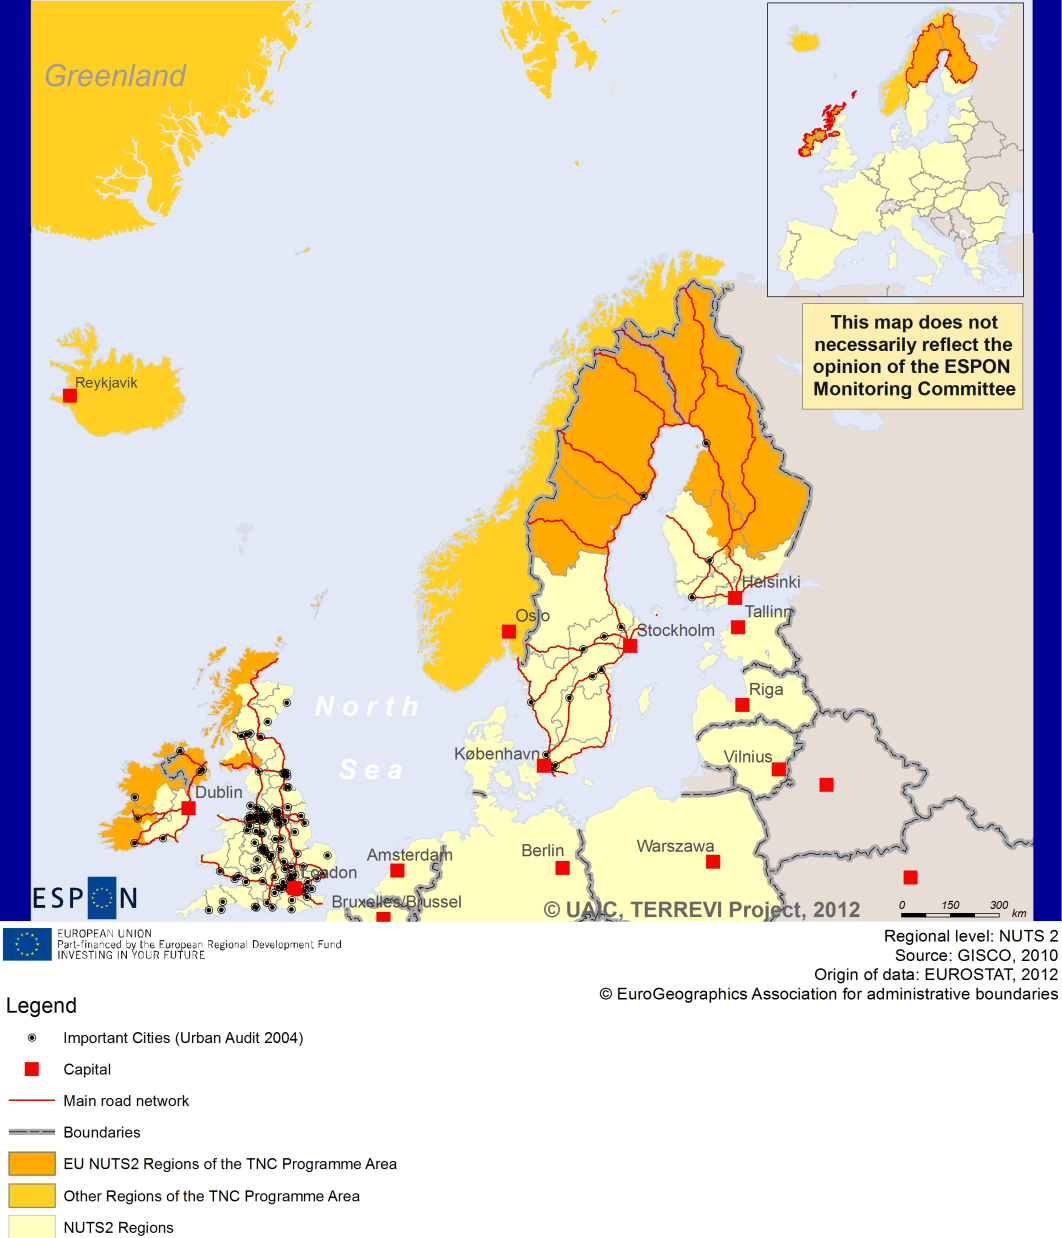 Greenland
This map does not
necessarily reflect the
opinion of the ESPON
Monitoring Committee
Reykjavik
Helsinki
Tallinn
Oslo
Stockholm
Riga
North
Sea
København
Vilnius
Dublin
Amsterdam
Berlin
Warszawa
London
Bruxelles/Brussel
ESPON
© UAIC, TERREVI Project, 2012
0 150 300
km
EUROPEAN UNION
Part-financed by the European Regional Development Fund
INVESTING IN YOUR FUTURE
Regional level: NUTS 2
Source: GISCO, 2010
Origin of data: EUROSTAT, 2012
© EuroGeographics Association for administrative boundaries
Legend
Important Cities (Urban Audit 2004)
Capital
Main road network
Boundaries
EU NUTS2 Regions of the TNC Programme Area
Other Regions of the TNC Programme Area
NUTS2 Regions